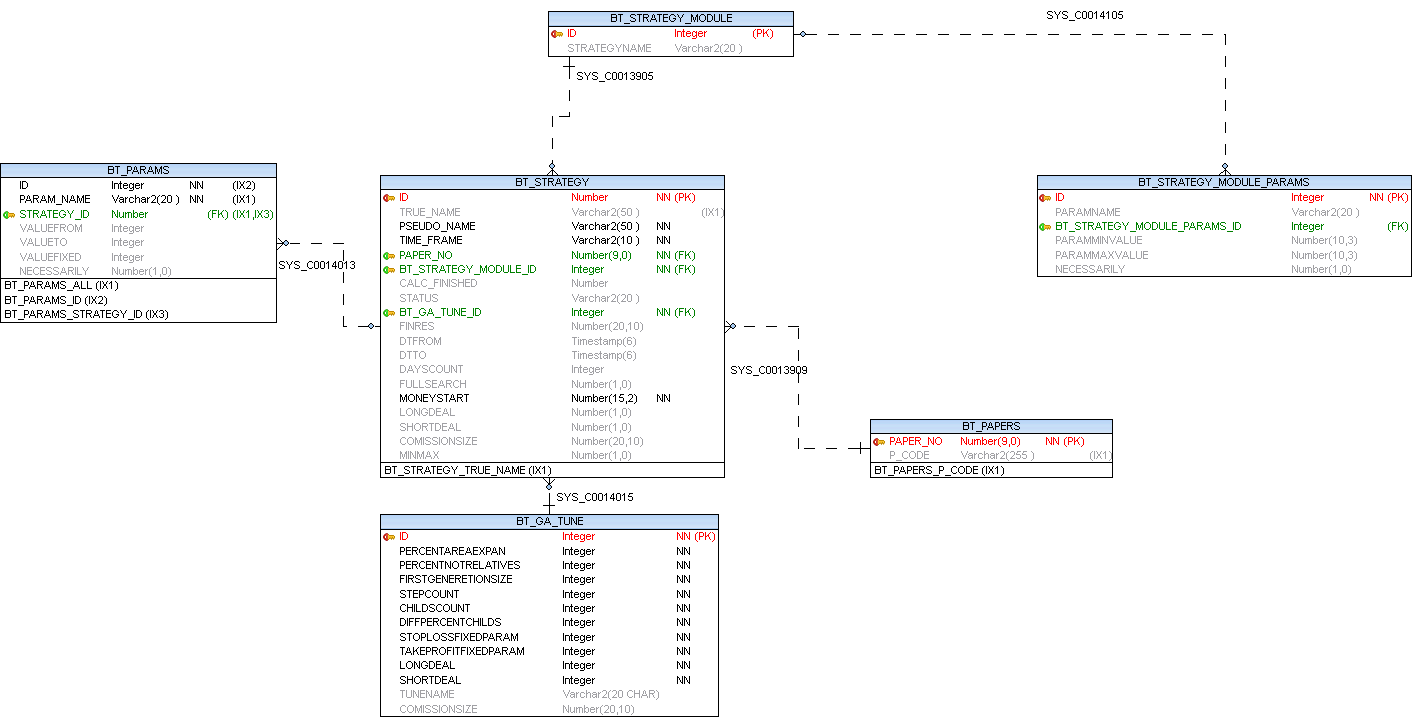 BT_STRATEGY_MODULE
ID Integer (PK)
STRATEGYNAME Varchar2(20 )
SYS_C0014105
SYS_C0013905
BT_PARAMS
ID Integer NN (IX2)
PARAM_NAME Varchar2(20 ) NN (IX1)
STRATEGY_ID Number (FK) (IX1,IX3)
VALUEFROM Integer
VALUETO Integer
VALUEFIXED Integer
NECESSARILY Number(1,0)
BT_PARAMS_ALL (IX1)
BT_PARAMS_ID (IX2)
BT_PARAMS_STRATEGY_ID (IX3)
SYS_C0014013
BT_STRATEGY
ID Number NN (PK)
TRUE_NAME Varchar2(50 ) (IX1)
PSEUDO_NAME Varchar2(50 ) NN
TIME_FRAME Varchar2(10 ) NN
PAPER_NO Number(9,0) NN (FK)
BT_STRATEGY_MODULE_ID Integer NN (FK)
CALC_FINISHED Number
STATUS Varchar2(20 )
BT_GA_TUNE_ID Integer NN (FK)
FINRES Number(20,10)
DTFROM Timestamp(6)
DTTO Timestamp(6)
DAYSCOUNT Integer
FULLSEARCH Number(1,0)
MONEYSTART Number(15,2) NN
LONGDEAL Number(1,0)
SHORTDEAL Number(1,0)
COMISSIONSIZE Number(20,10)
MINMAX Number(1,0)
BT_STRATEGY_TRUE_NAME (IX1)
BT_STRATEGY_MODULE_PARAMS
ID Integer NN (PK)
PARAMNAME Varchar2(20 )
BT_STRATEGY_MODULE_PARAMS_ID Integer (FK)
PARAMMINVALUE Number(10,3)
PARAMMAXVALUE Number(10,3)
NECESSARILY Number(1,0)
SYS_C0013909
BT_PAPERS
PAPER_NO Number(9,0) NN (PK)
P_CODE Varchar2(255 ) (IX1)
BT_PAPERS_P_CODE (IX1)
SYS_C0014015
BT_GA_TUNE
ID Integer NN (PK)
PERCENTAREAEXPAN Integer NN
PERCENTNOTRELATIVES Integer NN
FIRSTGENERETIONSIZE Integer NN
STEPCOUNT Integer NN
CHILDSCOUNT Integer NN
DIFFPERCENTCHILDS Integer NN
STOPLOSSFIXEDPARAM Integer NN
TAKEPROFITFIXEDPARAM Integer NN
LONGDEAL Integer NN
SHORTDEAL Integer NN
TUNENAME Varchar2(20 CHAR)
COMISSIONSIZE Number(20,10)